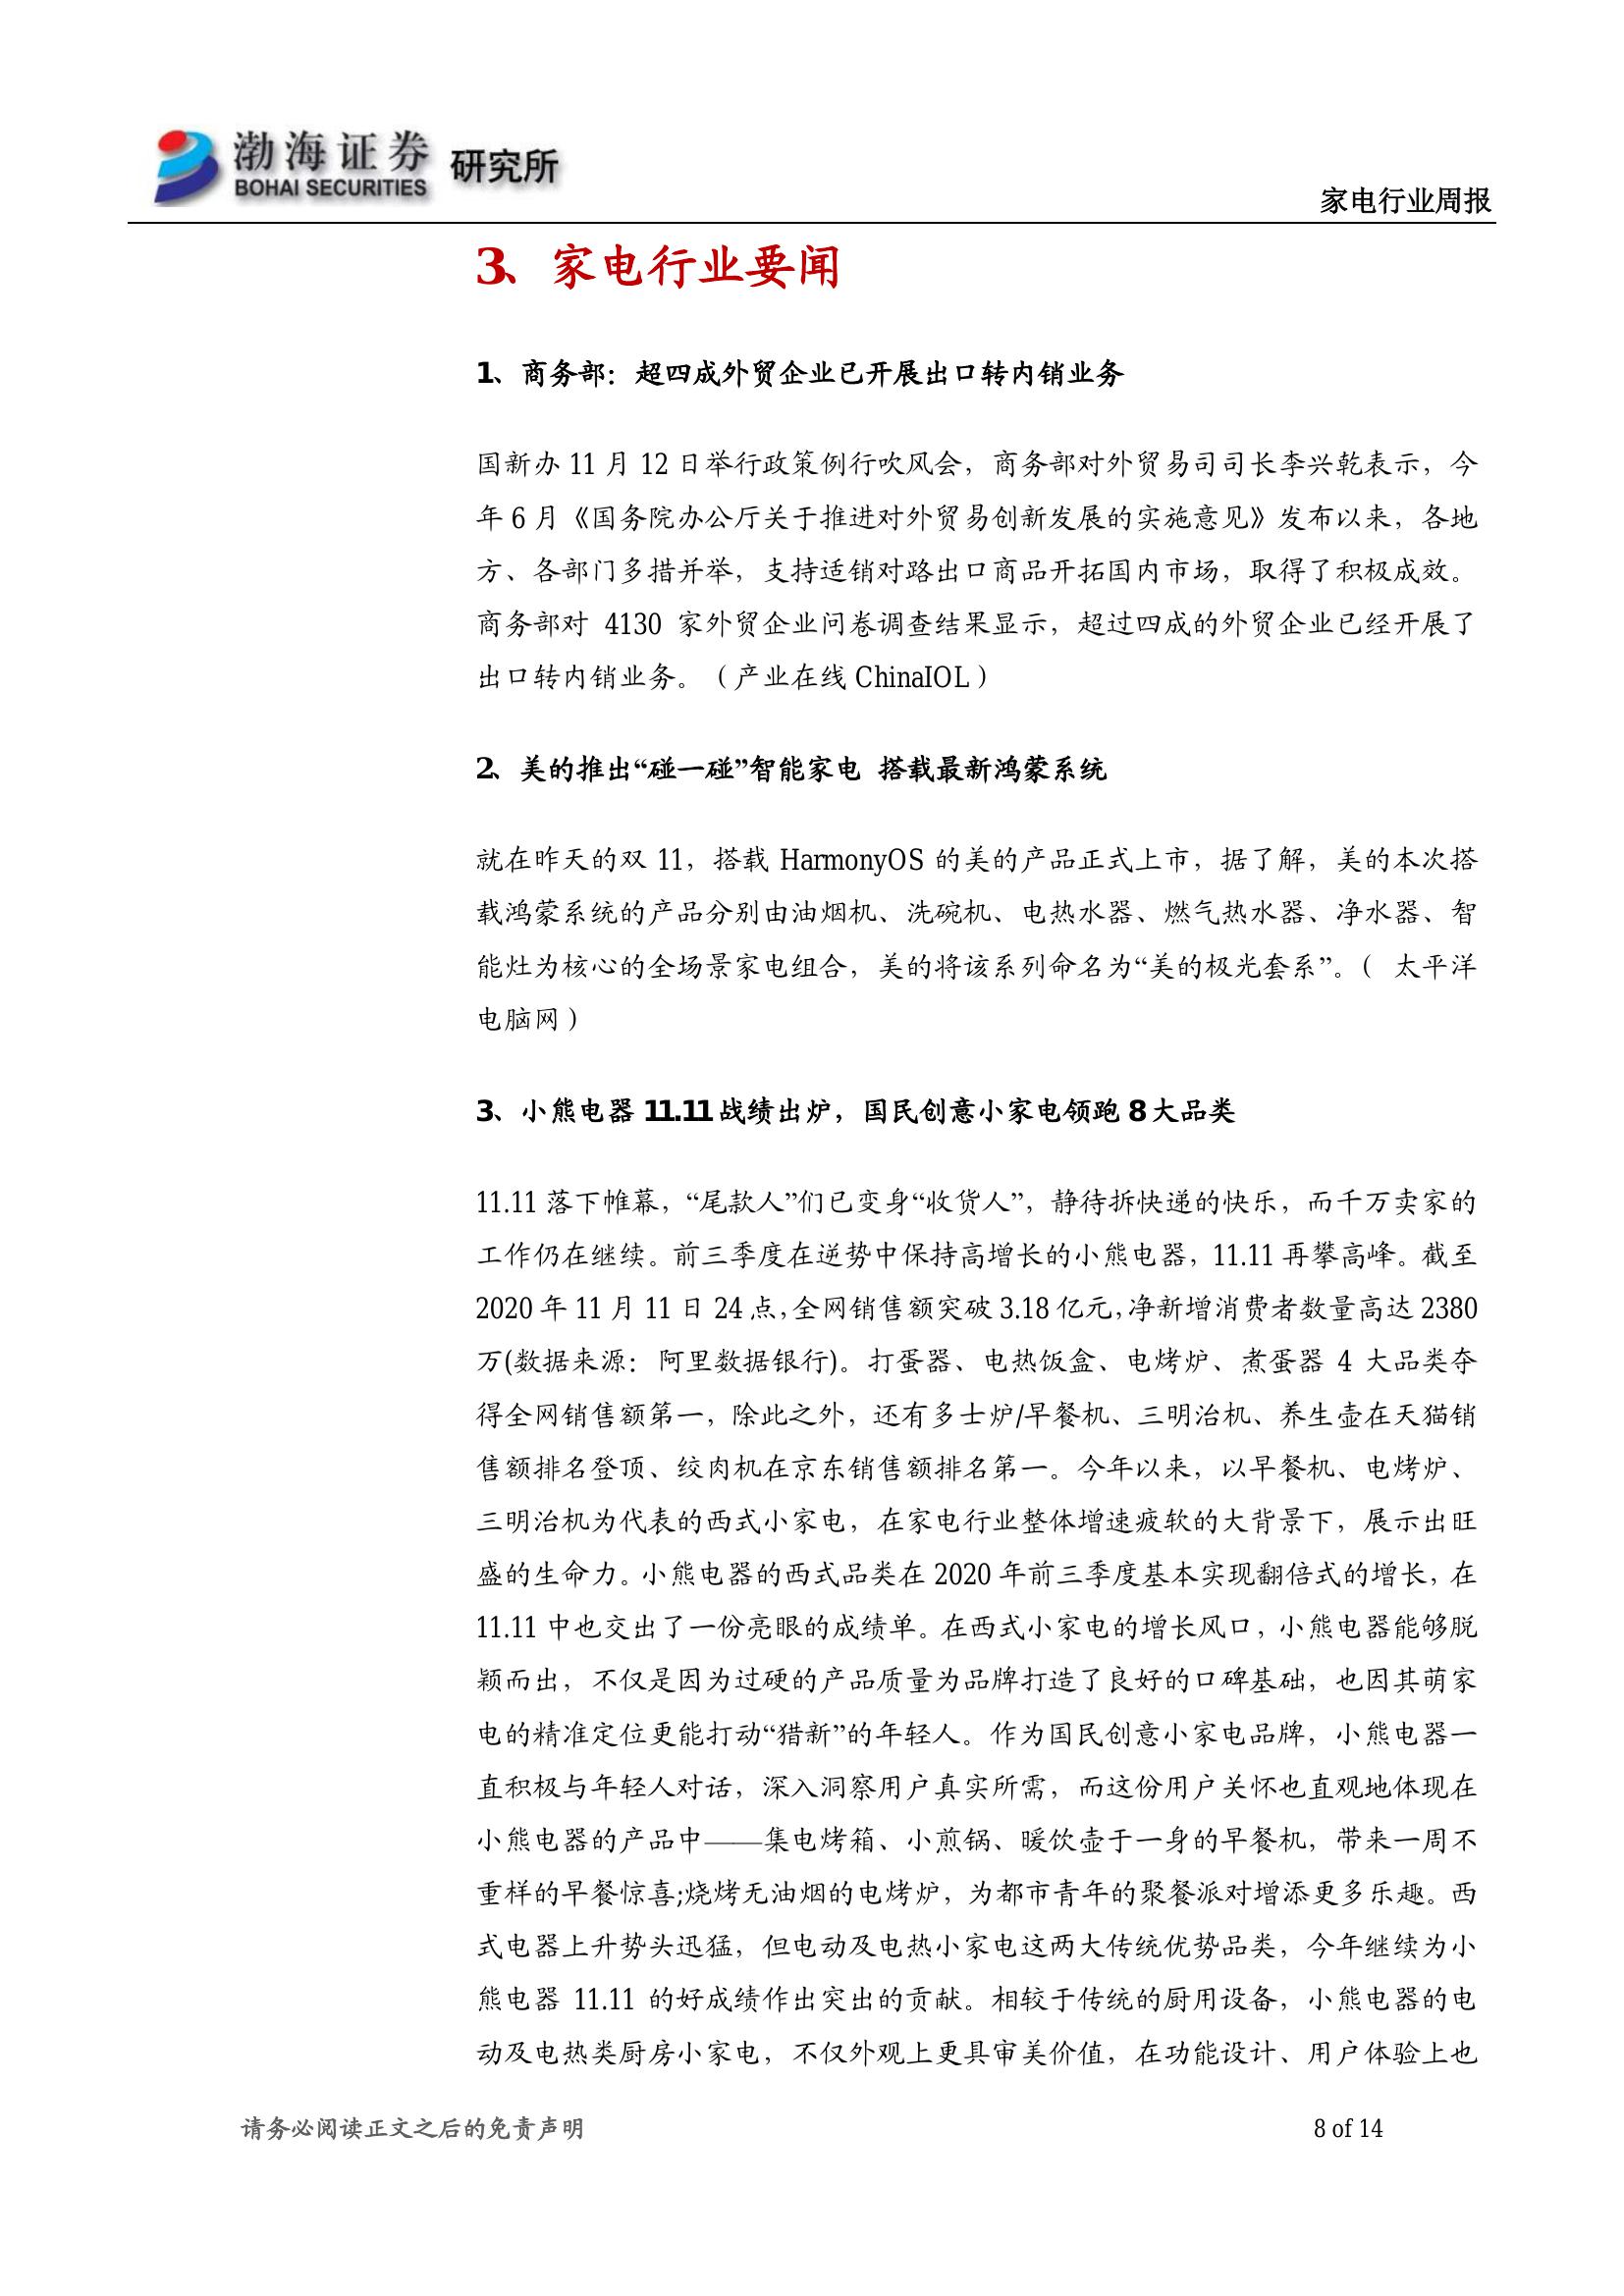 渤海证券 研究所
BOHAI SECURITIES
家电行业周报
3、家电行业要闻
1、商务部：超四成外贸企业已开展出口转内销业务
国新办 11 月 12 日举行政策例行吹风会，商务部对外贸易司司长李兴乾表示，今
年 6 月《国务院办公厅关于推进对外贸易创新发展的实施意见》发布以来，各地
方、各部门多措并举，支持适销对路出口商品开拓国内市场，取得了积极成效。
商务部对 4130 家外贸企业问卷调查结果显示，超过四成的外贸企业已经开展了
出口转内销业务。（产业在线 ChinaIOL）
2、美的推出“碰一碰”智能家电 搭载最新鸿蒙系统
就在昨天的双 11，搭载 HarmonyOS 的美的产品正式上市，据了解，美的本次搭
载鸿蒙系统的产品分别由油烟机、洗碗机、电热水器、燃气热水器、净水器、智
能灶为核心的全场景家电组合，美的将该系列命名为“美的极光套系”。（ 太平洋
电脑网）
3、小熊电器 11.11 战绩出炉，国民创意小家电领跑 8 大品类
11.11 落下帷幕，“尾款人”们已变身“收货人”，静待拆快递的快乐，而千万卖家的
工作仍在继续。前三季度在逆势中保持高增长的小熊电器，11.11 再攀高峰。截至
2020 年 11 月 11 日 24 点，全网销售额突破 3.18 亿元，净新增消费者数量高达 2380
万(数据来源：阿里数据银行)。打蛋器、电热饭盒、电烤炉、煮蛋器 4 大品类夺
得全网销售额第一，除此之外，还有多士炉/早餐机、三明治机、养生壶在天猫销
售额排名登顶、绞肉机在京东销售额排名第一。今年以来，以早餐机、电烤炉、
三明治机为代表的西式小家电，在家电行业整体增速疲软的大背景下，展示出旺
盛的生命力。小熊电器的西式品类在 2020 年前三季度基本实现翻倍式的增长，在
11.11 中也交出了一份亮眼的成绩单。在西式小家电的增长风口，小熊电器能够脱
颖而出，不仅是因为过硬的产品质量为品牌打造了良好的口碑基础，也因其萌家
电的精准定位更能打动“猎新”的年轻人。作为国民创意小家电品牌，小熊电器一
直积极与年轻人对话，深入洞察用户真实所需，而这份用户关怀也直观地体现在
小熊电器的产品中——集电烤箱、小煎锅、暖饮壶于一身的早餐机，带来一周不
重样的早餐惊喜;烧烤无油烟的电烤炉，为都市青年的聚餐派对增添更多乐趣。西
式电器上升势头迅猛，但电动及电热小家电这两大传统优势品类，今年继续为小
熊电器 11.11 的好成绩作出突出的贡献。相较于传统的厨用设备，小熊电器的电
动及电热类厨房小家电，不仅外观上更具审美价值，在功能设计、用户体验上也
请务必阅读正文之后的免责声明
8 of 14